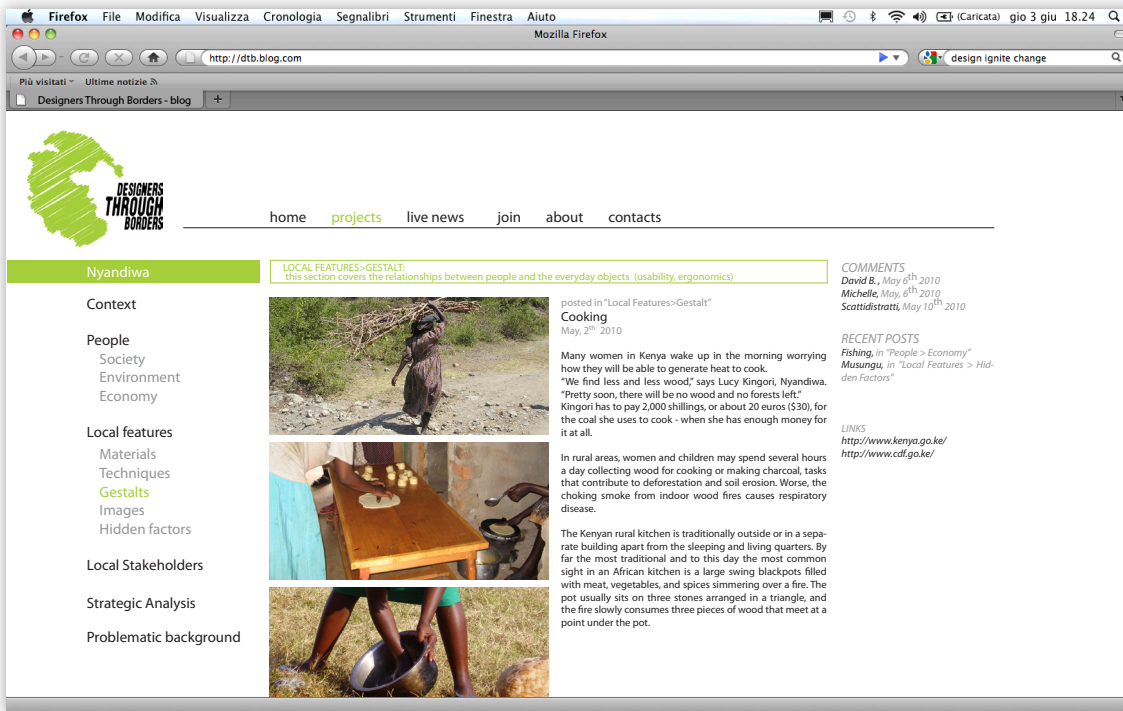 Firefox File Modifica Visualizza Cronologia Segnalibri Strumenti Finestra Aiuto (Caricata) gio 3 giu 18.24
Mozilla Firefox
http://dtb.blog.com design ignite change
Più visitati Ultime notizie
Designers Through Borders - blog +
DESIGNERS
THROUGH
BORDERS
home projects live news join about contacts
Nyandiwa
Context
People
Society
Environment
Economy
Local features
Materials
Techniques
Gestalts
Images
Hidden factors
Local Stakeholders
Strategic Analysis
Problematic background
LOCAL FEATURES>GESTALT:
this section covers the relationships between people and the everyday objects (usability, ergonomics)
posted in "Local Features>Gestalt"
Cooking
May, 2th 2010
Many women in Kenya wake up in the morning worrying
how they will be able to generate heat to cook.
"We find less and less wood," says Lucy Kingori, Nyandiwa.
"Pretty soon, there will be no wood and no forests left."
Kingori has to pay 2,000 shillings, or about 20 euros ($30), for
the coal she uses to cook - when she has enough money for
it at all.
In rural areas, women and children may spend several hours
a day collecting wood for cooking or making charcoal, tasks
that contribute to deforestation and soil erosion. Worse, the
choking smoke from indoor wood fires causes respiratory
disease.
The Kenyan rural kitchen is traditionally outside or in a sepa-
rate building apart from the sleeping and living quarters. By
far the most traditional and to this day the most common
sight in an African kitchen is a large swing blackpots filled
with meat, vegetables, and spices simmering over a fire. The
pot usually sits on three stones arranged in a triangle, and
the fire slowly consumes three pieces of wood that meet at a
point under the pot.
COMMENTS
David B. , May 6th 2010
Michelle, May, 6th 2010
Scattidistratti, May 10th 2010
RECENT POSTS
Fishing, in "People > Economy"
Musungu, in "Local Features > Hid-
den Factors"
LINKS
http://www.kenya.go.ke/
http://www.cdf.go.ke/